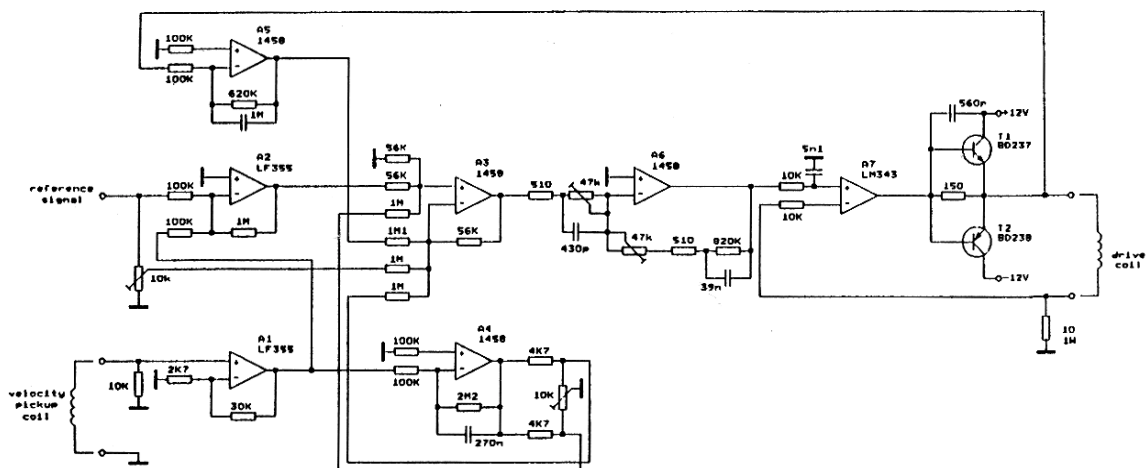 A5
1458
100K
100K
620K
1M
560p
+12V
T1
BD237
5n1
56K
A2
LF355
A3
1458
A6
1458
A7
LM343
reference
signal
100K
56K
510
47k
10K
150
1M
100K
1M
10K
1M1
56K
430p
47k
510
820K
T2
BD238
1M
39n
-12V
drive
coil
10k
1M
A1
LF355
A4
1458
10
1W
100K
4K7
2K7
velocity
pickup
coil
10K
100K
10K
30K
2M2
270n
4K7